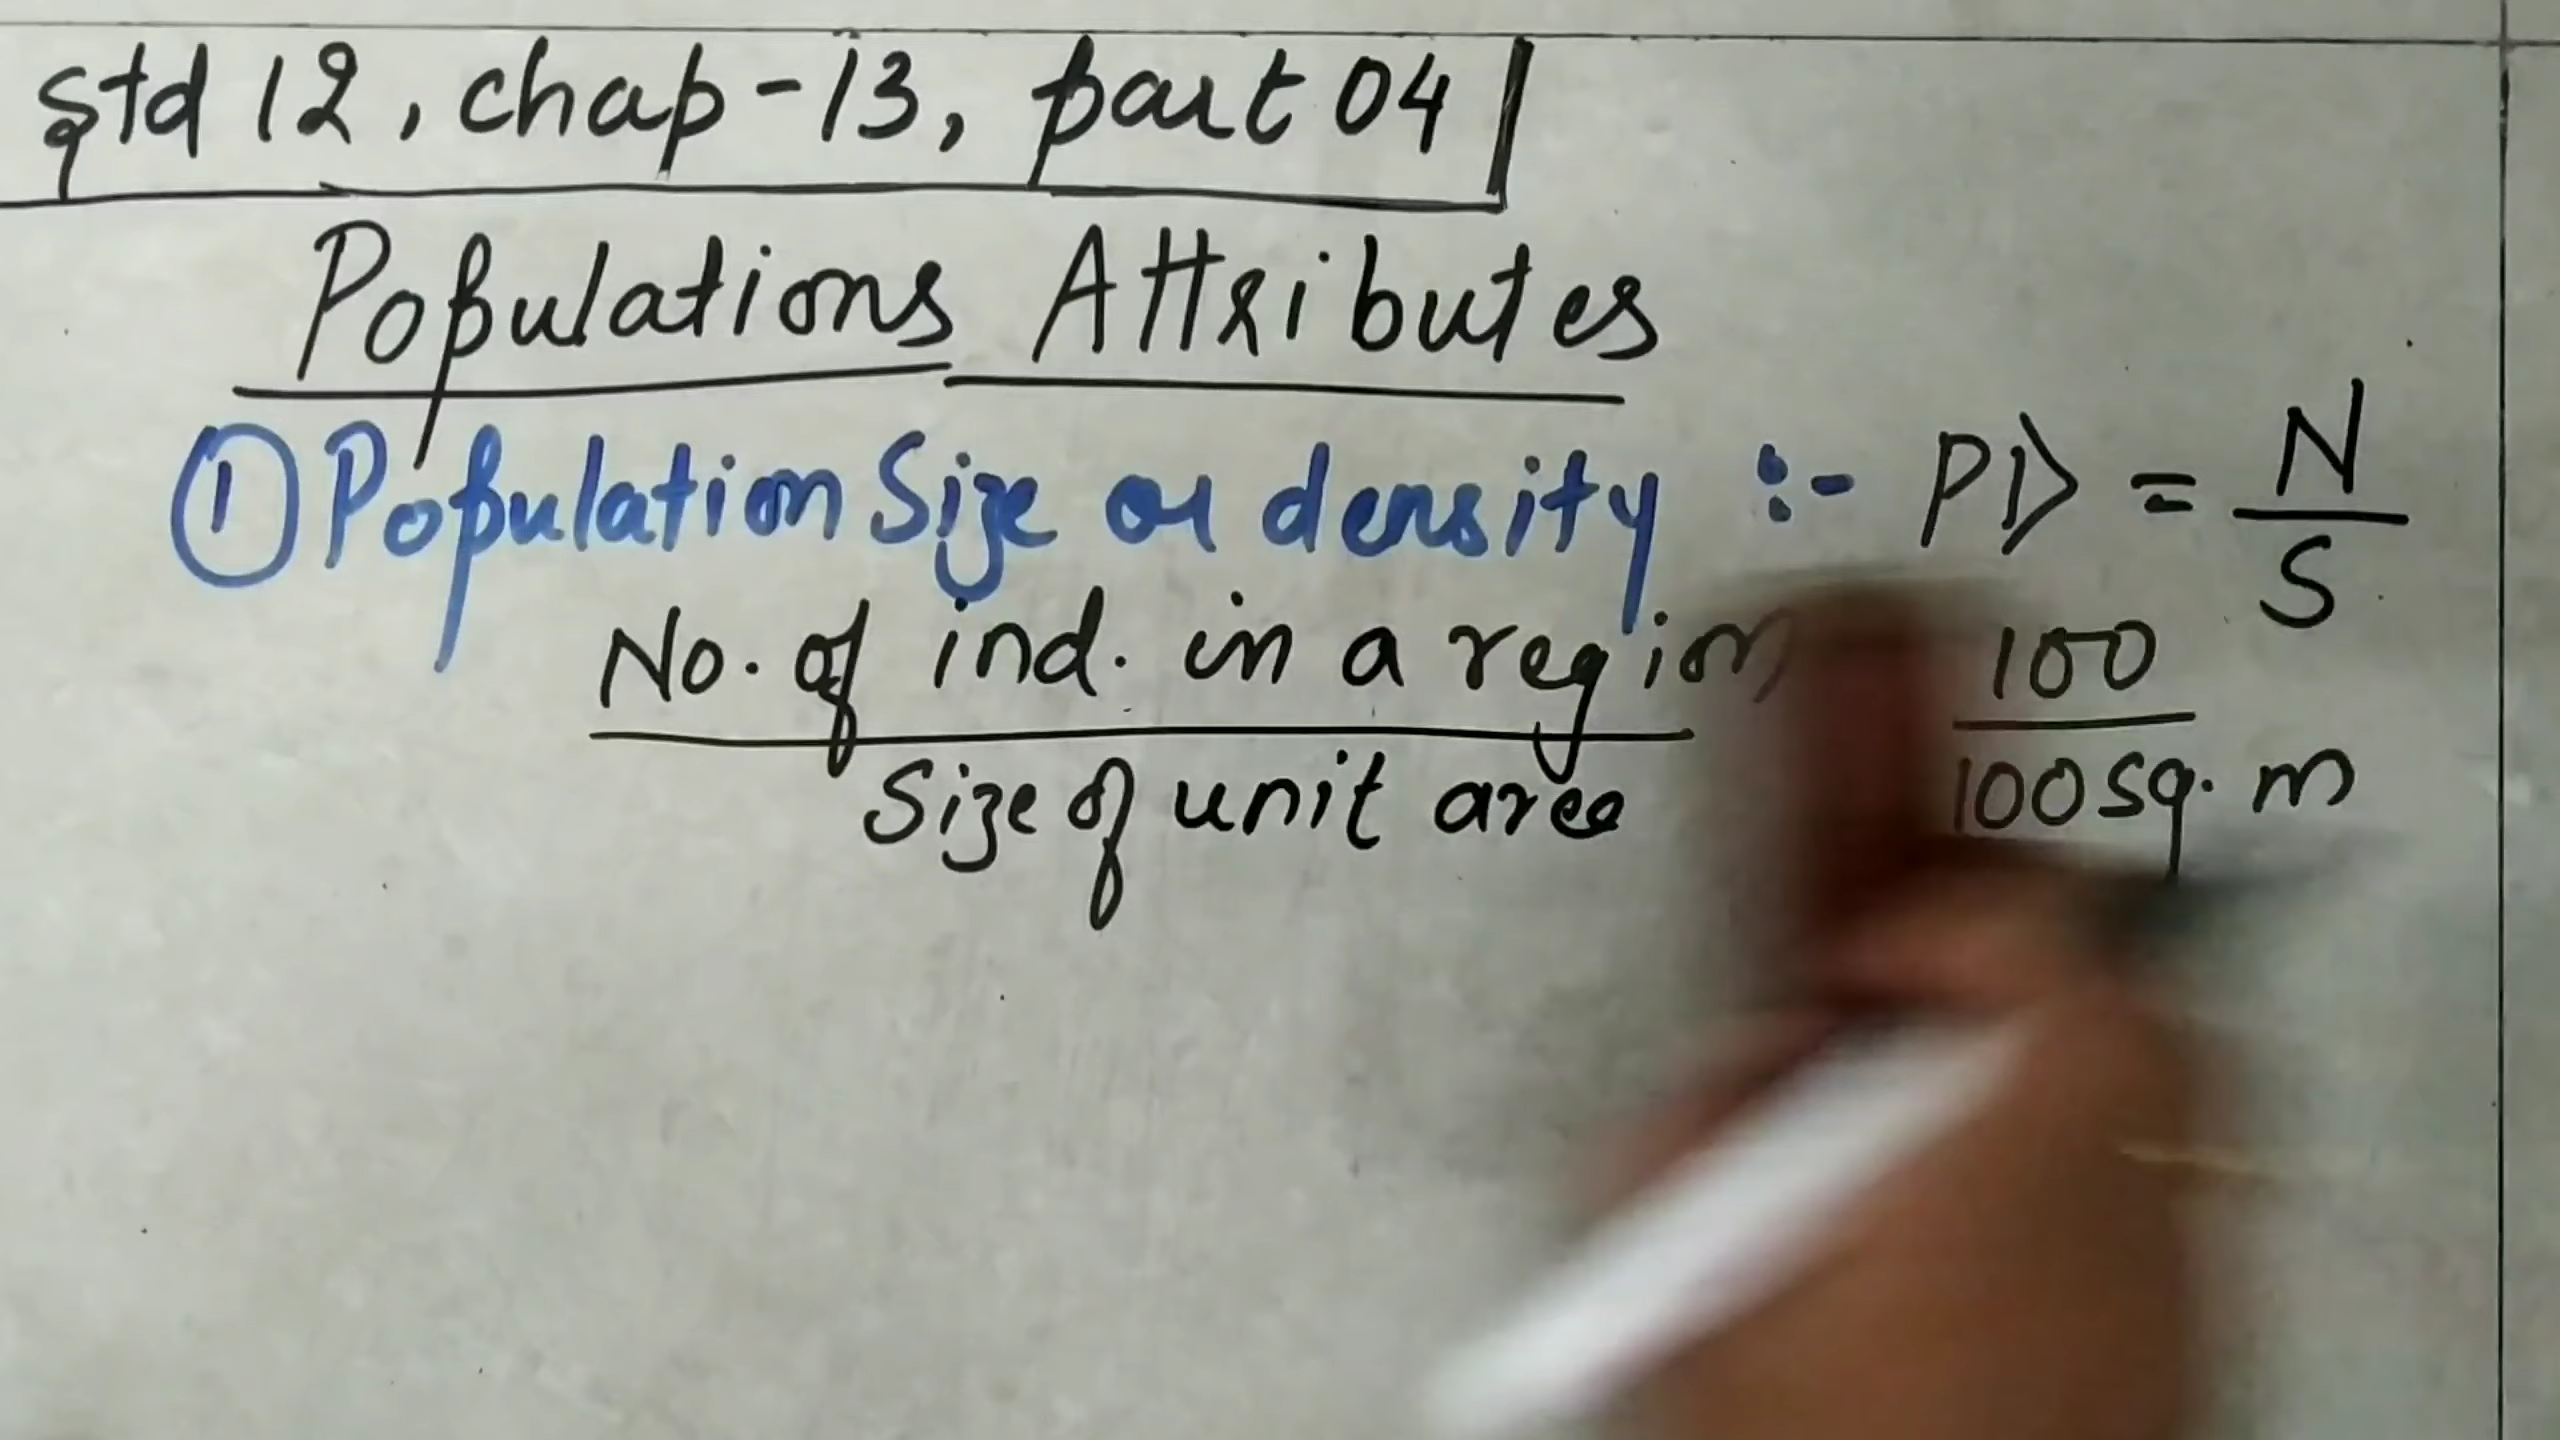 std 12, chap-13, part 04
Populations Attributes
① Population Size or density :- PD = N/S
No. of ind. in a region / Size of unit area
100 / 100 sq. m